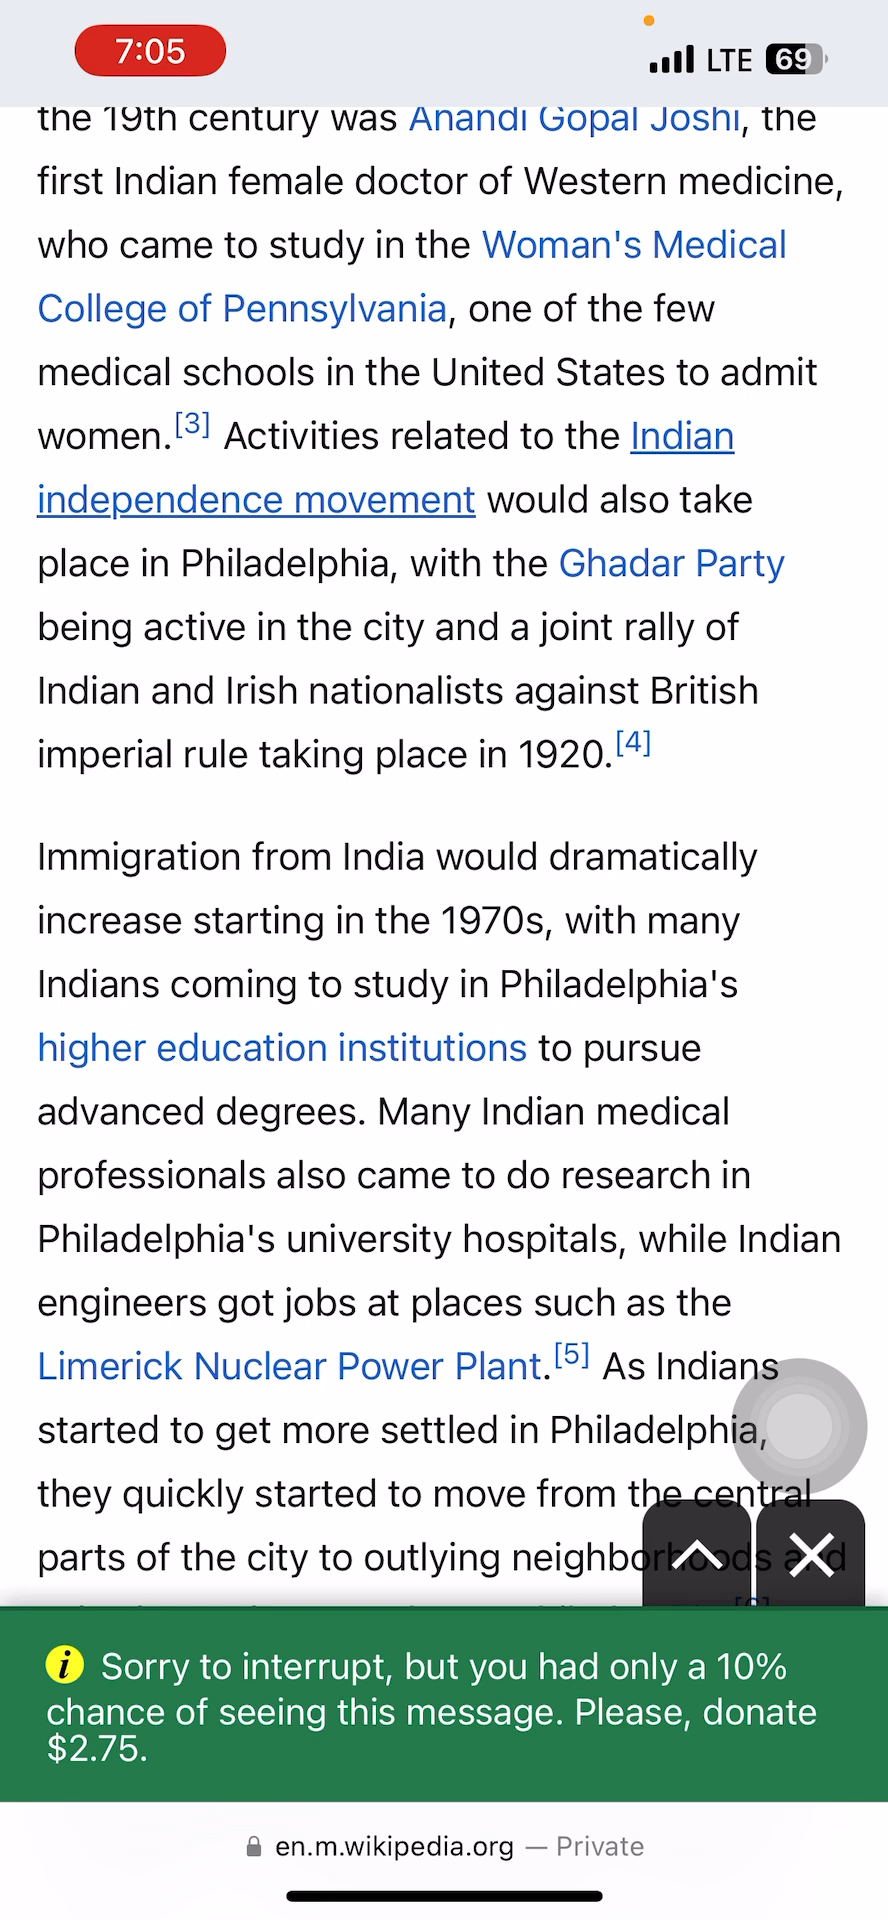 7:05
LTE 69
the 19th century was Anandi Gopal Joshi, the
first Indian female doctor of Western medicine,
who came to study in the Woman's Medical
College of Pennsylvania, one of the few
medical schools in the United States to admit
women.[3] Activities related to the Indian
independence movement would also take
place in Philadelphia, with the Ghadar Party
being active in the city and a joint rally of
Indian and Irish nationalists against British
imperial rule taking place in 1920.[4]
Immigration from India would dramatically
increase starting in the 1970s, with many
Indians coming to study in Philadelphia's
higher education institutions to pursue
advanced degrees. Many Indian medical
professionals also came to do research in
Philadelphia's university hospitals, while Indian
engineers got jobs at places such as the
Limerick Nuclear Power Plant.[5] As Indians
started to get more settled in Philadelphia,
they quickly started to move from the central
parts of the city to outlying neighborhoods and
i Sorry to interrupt, but you had only a 10%
chance of seeing this message. Please, donate
$2.75.
en.m.wikipedia.org — Private